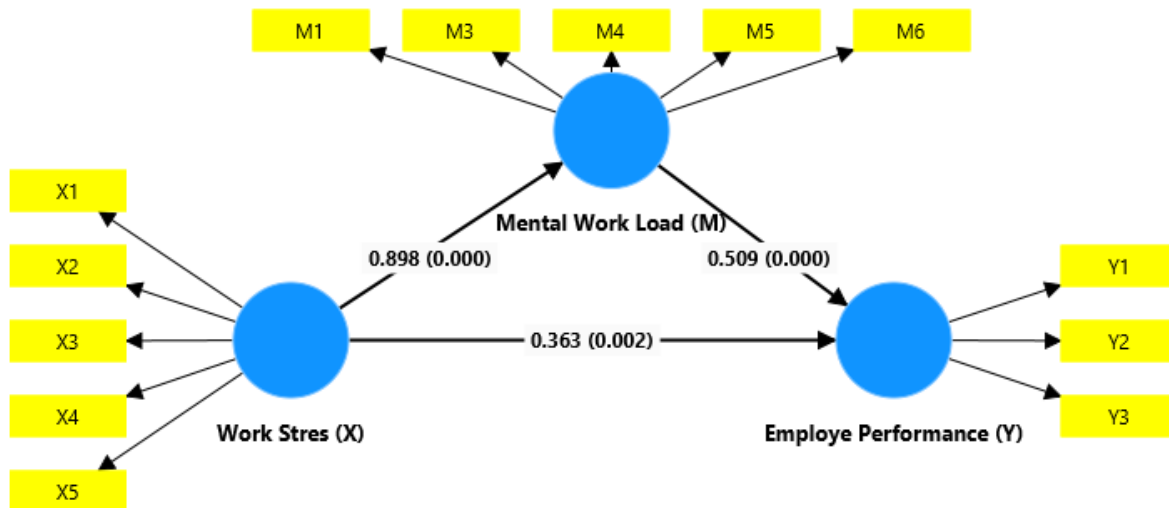 M1
M3
M4
M5
M6
X1
X2
X3
X4
X5
Mental Work Load (M)
0.898 (0.000)
0.509 (0.000)
0.363 (0.002)
Work Stres (X)
Employe Performance (Y)
Y1
Y2
Y3